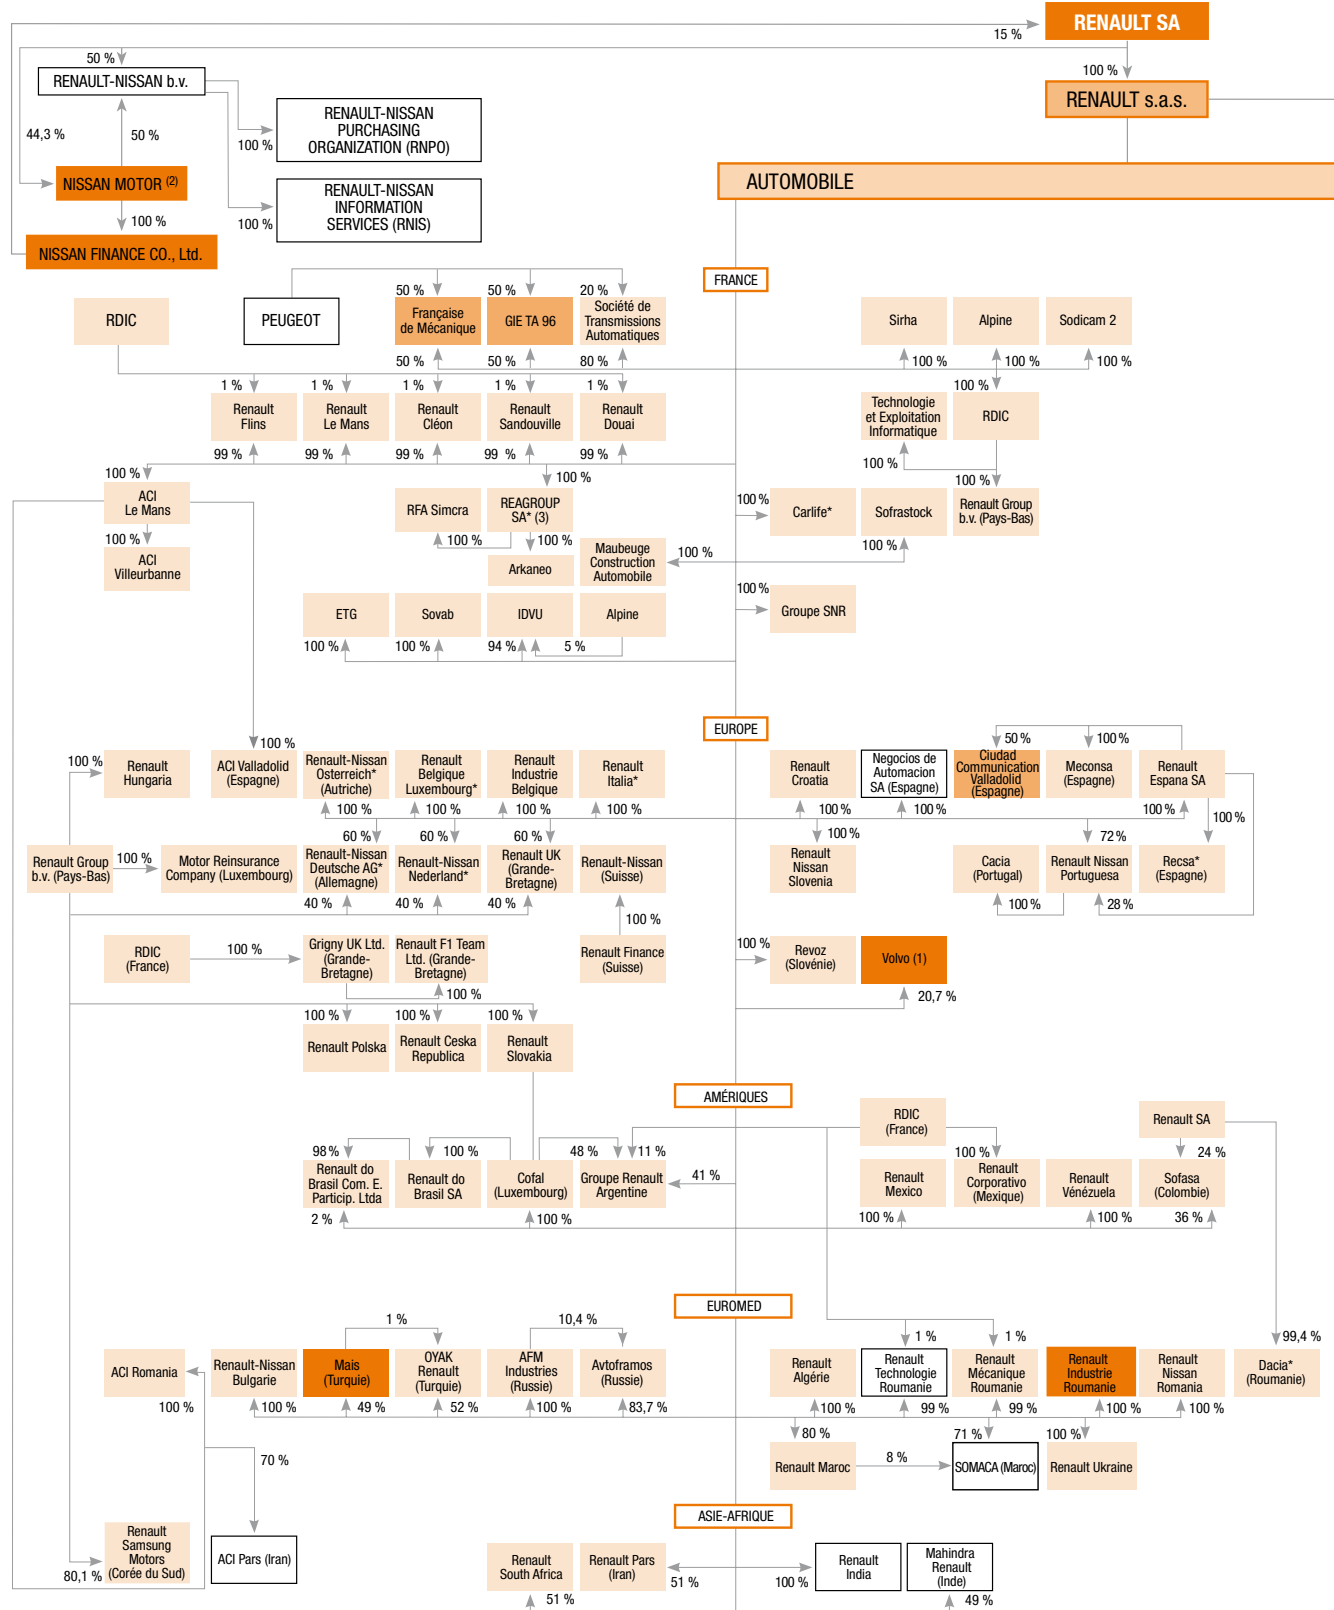 RENAULT SA
15 %
50 %
100 %
RENAULT-NISSAN b.v.
RENAULT s.a.s.
RENAULT-NISSAN
PURCHASING
ORGANIZATION (RNPO)
44,3 %
50 %
100 %
NISSAN MOTOR (2)
AUTOMOBILE
RENAULT-NISSAN
INFORMATION
SERVICES (RNIS)
100 %
100 %
NISSAN FINANCE CO., Ltd.
FRANCE
50 %
50 %
20 %
RDIC
PEUGEOT
Française
de Mécanique
GIE TA 96
Société de
Transmissions
Automatiques
Sirha
Alpine
Sodicam 2
50 %
50 %
80 %
100 %
100 %
100 %
1 %
1 %
1 %
1 %
1 %
100 %
Renault
Flins
Renault
Le Mans
Renault
Cléon
Renault
Sandouville
Renault
Douai
Technologie
et Exploitation
Informatique
RDIC
99 %
99 %
99 %
99 %
99 %
100 %
100 %
100 %
100 %
ACI
Le Mans
RFA Simcra
REAGROUP
SA* (3)
100 %
Carlife*
Sofrastock
Renault Group
b.v. (Pays-Bas)
100 %
100 %
100 %
100 %
ACI
Villeurbanne
Arkaneo
Maubeuge
Construction
Automobile
100 %
100 %
ETG
Sovab
IDVU
Alpine
Groupe SNR
100 %
100 %
94 %
5 %
EUROPE
100 %
100 %
50 %
100 %
Renault
Hungaria
ACI Valladolid
(Espagne)
Renault-Nissan
Osterreich*
(Autriche)
Renault
Belgique
Luxembourg*
Renault
Industrie
Belgique
Renault
Italia*
Renault
Croatia
Negocios de
Automacion
SA (Espagne)
Ciudad
Communication
Valladolid
(Espagne)
Meconsa
(Espagne)
Renault
Espana SA
100 %
100 %
100 %
100 %
100 %
100 %
100 %
100 %
60 %
60 %
60 %
100 %
72 %
Renault Group
b.v. (Pays-Bas)
100 %
Motor Reinsurance
Company (Luxembourg)
Renault-Nissan
Deutsche AG*
(Allemagne)
Renault-Nissan
Nederland*
Renault UK
(Grande-
Bretagne)
Renault-Nissan
(Suisse)
Renault
Nissan
Slovenia
Cacia
(Portugal)
Renault Nissan
Portuguesa
Recsa*
(Espagne)
40 %
40 %
40 %
100 %
28 %
100 %
RDIC
(France)
100 %
Grigny UK Ltd.
(Grande-
Bretagne)
Renault F1 Team
Ltd. (Grande-
Bretagne)
Renault Finance
(Suisse)
100 %
Revoz
(Slovénie)
Volvo (1)
100 %
20,7 %
100 %
100 %
100 %
Renault Polska
Renault Ceska
Republica
Renault
Slovakia
AMÉRIQUES
RDIC
(France)
Renault SA
98%
100 %
48 %
11 %
100 %
24 %
Renault do
Brasil Com. E.
Particip. Ltda
Renault do
Brasil SA
Cofal
(Luxembourg)
Groupe Renault
Argentine
41 %
Renault
Mexico
Renault
Corporativo
(Mexique)
Renault
Vénézuela
Sofasa
(Colombie)
2 %
100 %
100 %
100 %
36 %
EUROMED
1 %
10,4 %
1 %
1 %
99,4 %
ACI Romania
Renault-Nissan
Bulgarie
Mais
(Turquie)
OYAK
Renault
(Turquie)
AFM
Industries
(Russie)
Avtoframos
(Russie)
Renault
Algérie
Renault
Technologie
Roumanie
Renault
Mécanique
Roumanie
Renault
Industrie
Roumanie
Renault
Nissan
Romania
Dacia*
(Roumanie)
100 %
100 %
49 %
52 %
100 %
83,7 %
100 %
99 %
99 %
100 %
100 %
80 %
71 %
100 %
70 %
Renault Maroc
8 %
SOMACA (Maroc)
Renault Ukraine
ASIE-AFRIQUE
Renault
Samsung
Motors
(Corée du Sud)
ACI Pars (Iran)
Renault
South Africa
Renault Pars
(Iran)
Renault
India
Mahindra
Renault
(Inde)
80,1 %
51 %
100 %
51 %
49 %